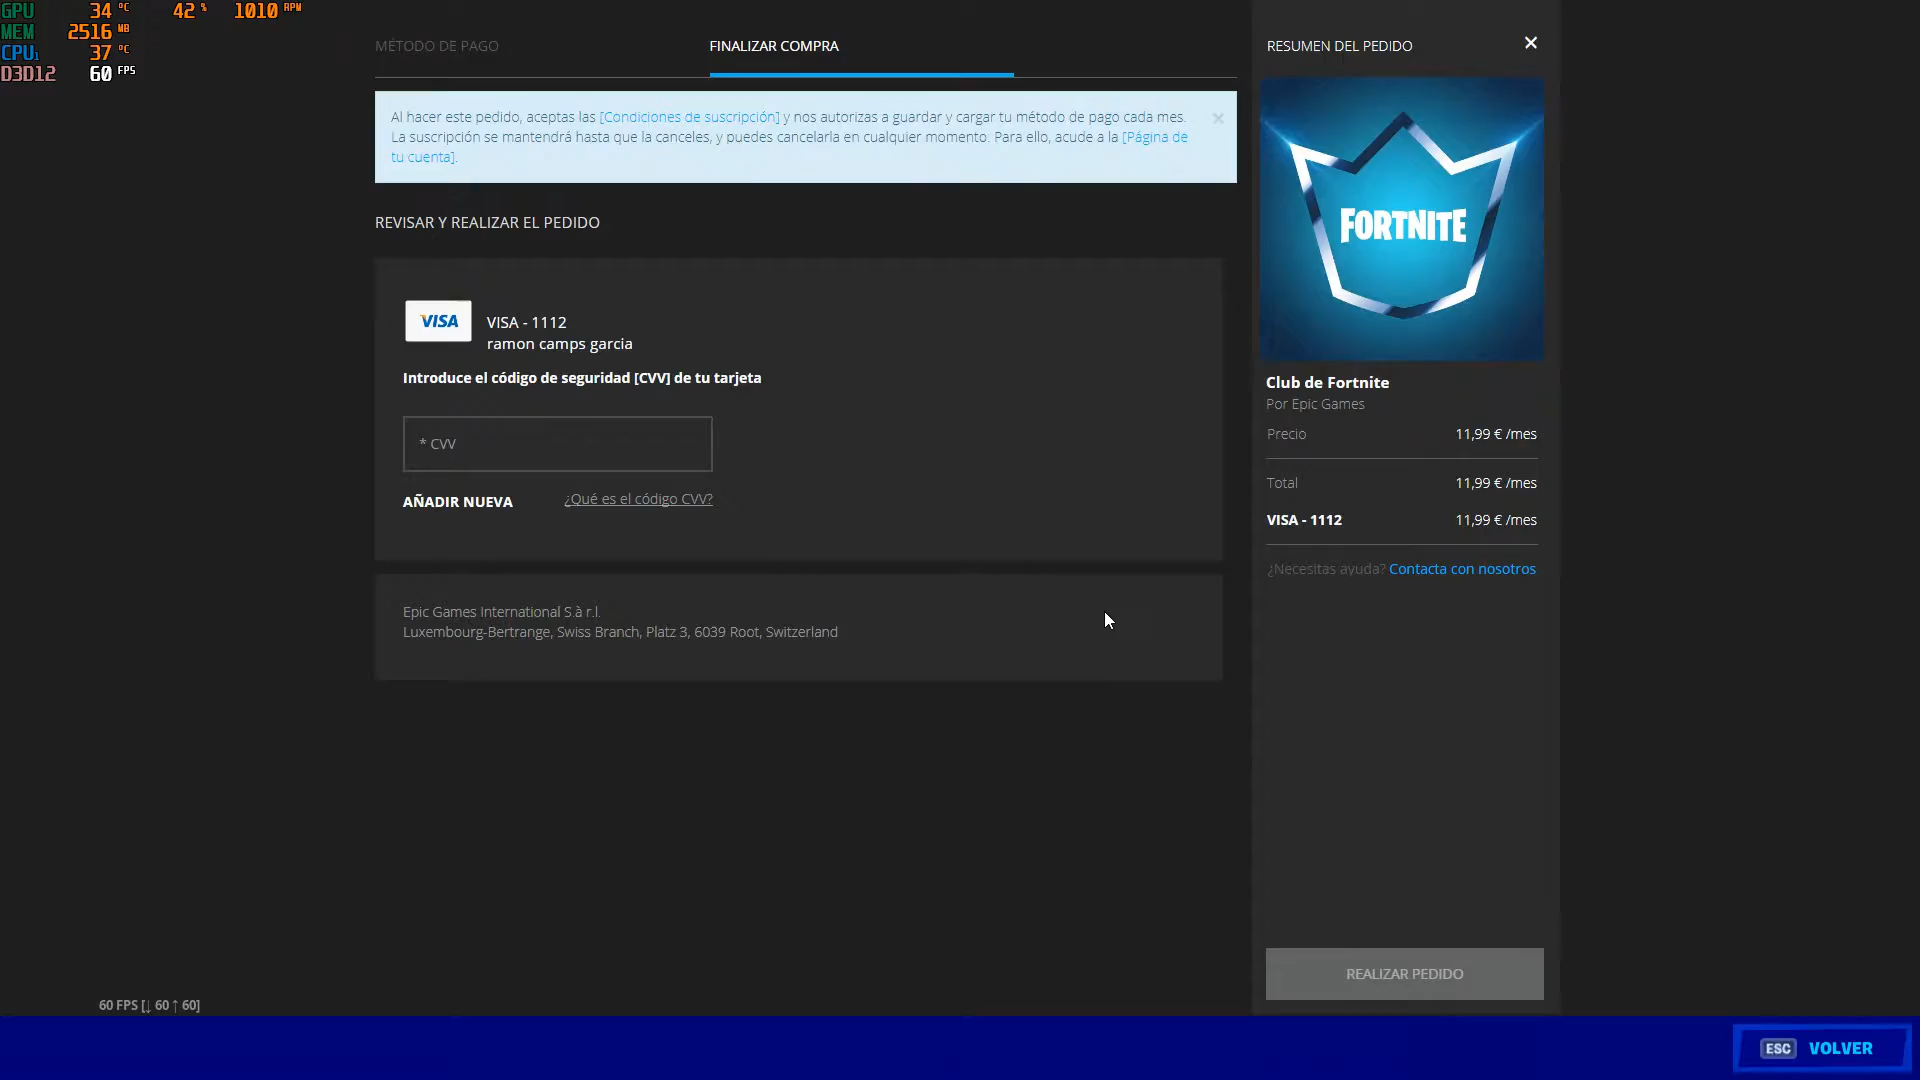 GPU 34 °C 42 % 1010 RPM
MEM 2516 MB
CPU1 37 °C
D3D12 60 FPS
MÉTODO DE PAGO
FINALIZAR COMPRA
Al hacer este pedido, aceptas las [Condiciones de suscripción] y nos autorizas a guardar y cargar tu método de pago cada mes.
La suscripción se mantendrá hasta que la canceles, y puedes cancelarla en cualquier momento. Para ello, acude a la [Página de
tu cuenta].
REVISAR Y REALIZAR EL PEDIDO
VISA
VISA - 1112
ramon camps garcia
Introduce el código de seguridad [CVV] de tu tarjeta
* CVV
AÑADIR NUEVA
¿Qué es el código CVV?
Epic Games International S.à r.l.
Luxembourg-Bertrange, Swiss Branch, Platz 3, 6039 Root, Switzerland
RESUMEN DEL PEDIDO
FORTNITE
Club de Fortnite
Por Epic Games
Precio 11,99 € /mes
Total 11,99 € /mes
VISA - 1112 11,99 € /mes
¿Necesitas ayuda? Contacta con nosotros
REALIZAR PEDIDO
60 FPS [↓ 60 ↑ 60]
ESC VOLVER